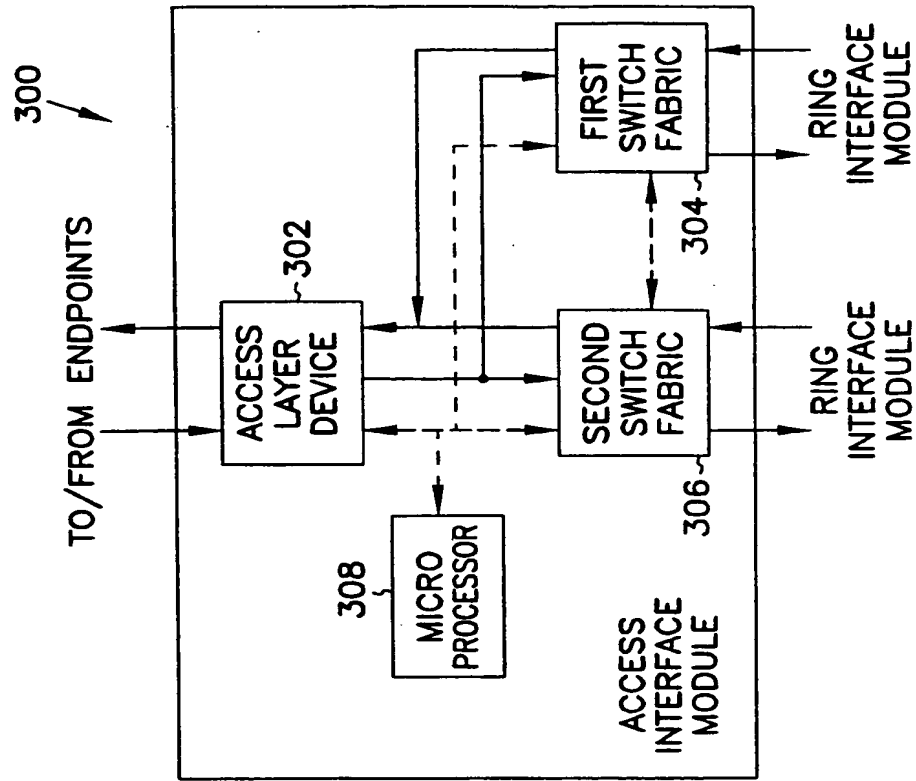 300
TO/FROM ENDPOINTS
302
ACCESS
LAYER
DEVICE
308
MICRO
PROCESSOR
SECOND
SWITCH
FABRIC
306
FIRST
SWITCH
FABRIC
304
ACCESS
INTERFACE
MODULE
RING
INTERFACE
MODULE
RING
INTERFACE
MODULE